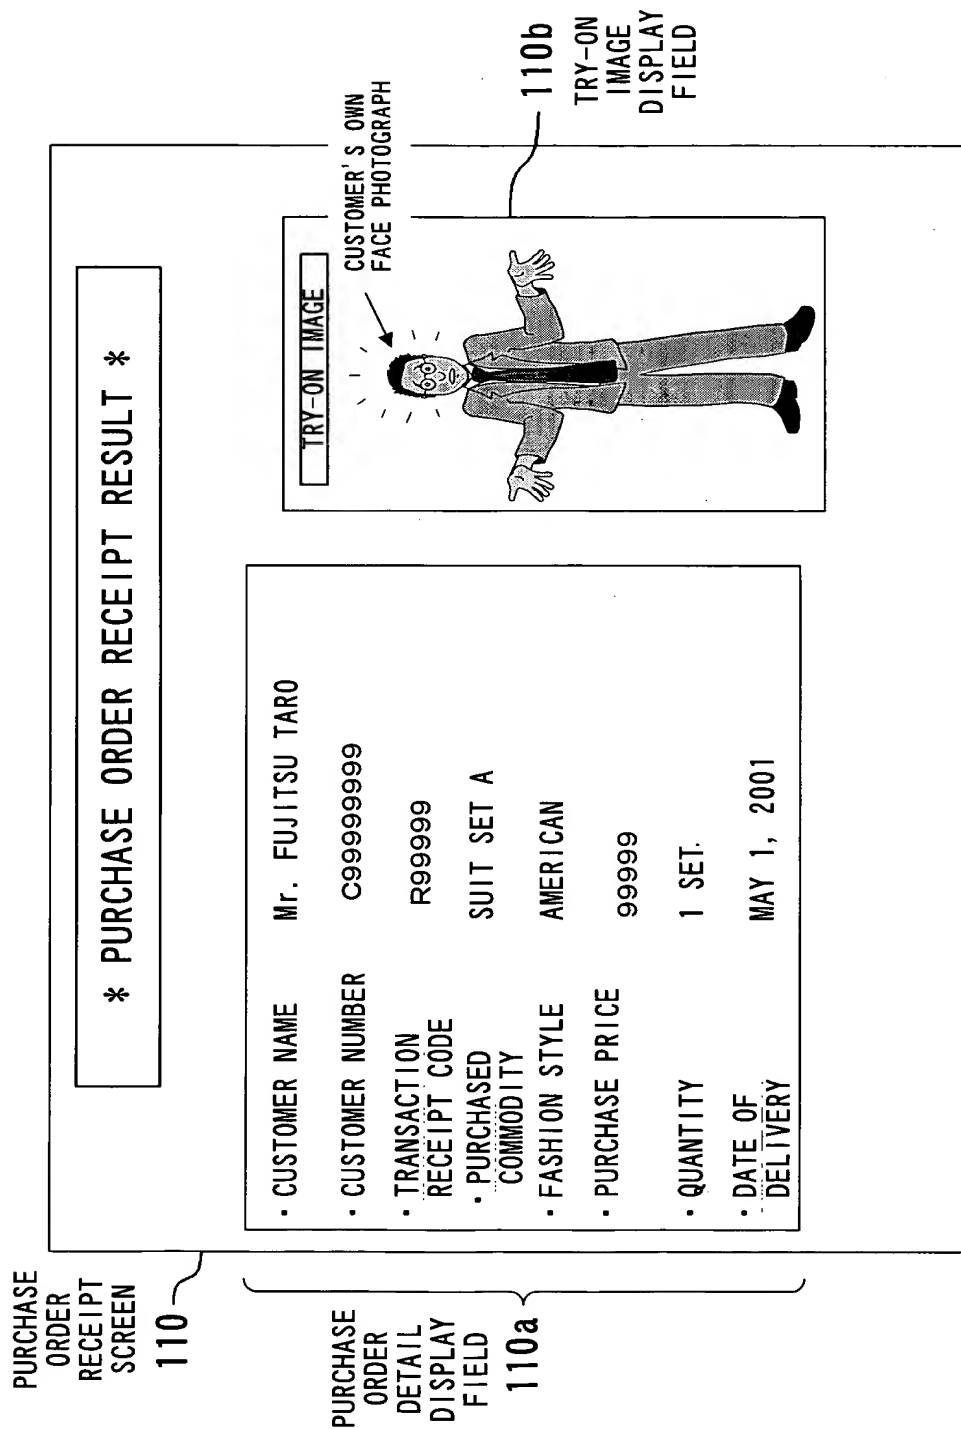 PURCHASE
ORDER
RECEIPT
SCREEN
110
* PURCHASE ORDER RECEIPT RESULT *
PURCHASE
ORDER
DETAIL
DISPLAY
FIELD
110a
· CUSTOMER NAME Mr. FUJITSU TARO
· CUSTOMER NUMBER C9999999
· TRANSACTION
RECEIPT CODE R99999
· PURCHASED
COMMODITY SUIT SET A
· FASHION STYLE AMERICAN
· PURCHASE PRICE 99999
· QUANTITY 1 SET.
· DATE OF
DELIVERY MAY 1, 2001
TRY-ON IMAGE
CUSTOMER'S OWN
FACE PHOTOGRAPH
110b
TRY-ON
IMAGE
DISPLAY
FIELD